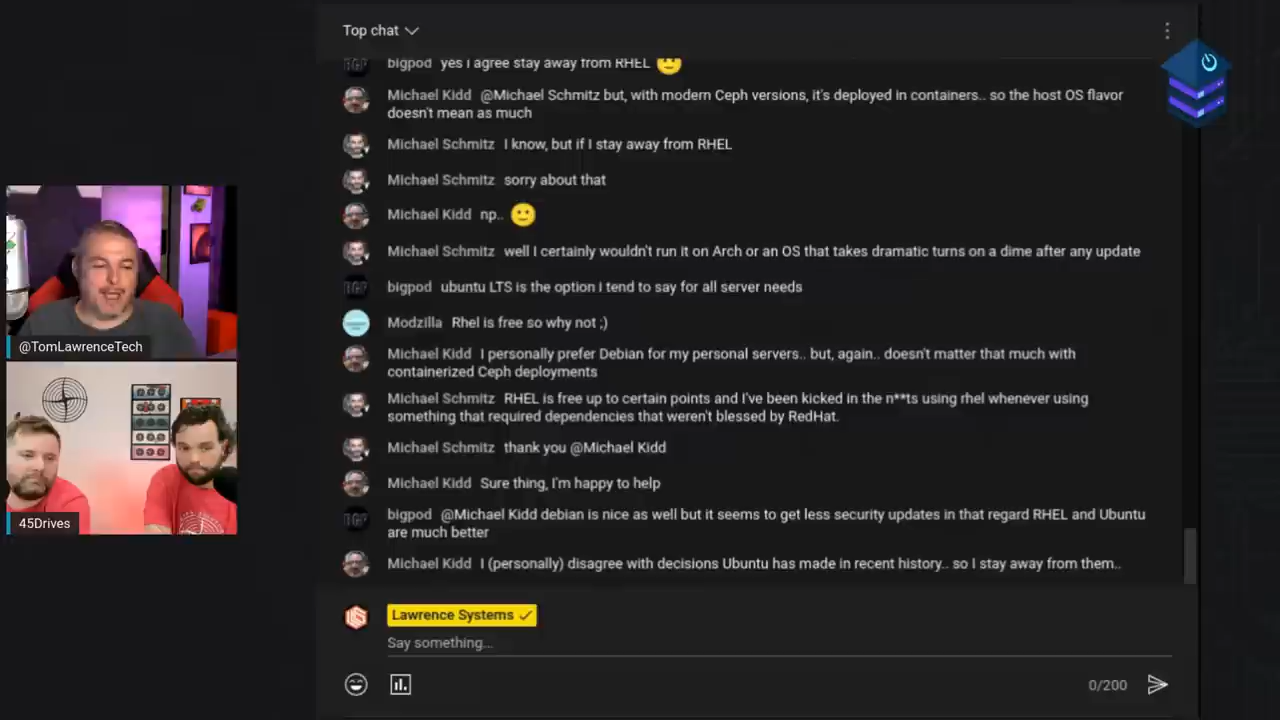 Top chat
bigpod yes i agree stay away from RHEL
Michael Kidd @Michael Schmitz but, with modern Ceph versions, it's deployed in containers.. so the host OS flavor
doesn't mean as much
Michael Schmitz I know, but if I stay away from RHEL
Michael Schmitz sorry about that
Michael Kidd np..
Michael Schmitz well I certainly wouldn't run it on Arch or an OS that takes dramatic turns on a dime after any update
bigpod ubuntu LTS is the option i tend to say for all server needs
Modzilla Rhel is free so why not ;)
Michael Kidd I personally prefer Debian for my personal servers.. but, again.. doesn't matter that much with
containerized Ceph deployments
Michael Schmitz RHEL is free up to certain points and I've been kicked in the n**ts using rhel whenever using
something that required dependencies that weren't blessed by RedHat.
Michael Schmitz thank you @Michael Kidd
Michael Kidd Sure thing, I'm happy to help
bigpod @Michael Kidd debian is nice as well but it seems to get less security updates in that regard RHEL and Ubuntu
are much better
Michael Kidd I (personally) disagree with decisions Ubuntu has made in recent history.. so I stay away from them..
Lawrence Systems
Say something...
0/200
@TomLawrenceTech
45Drives